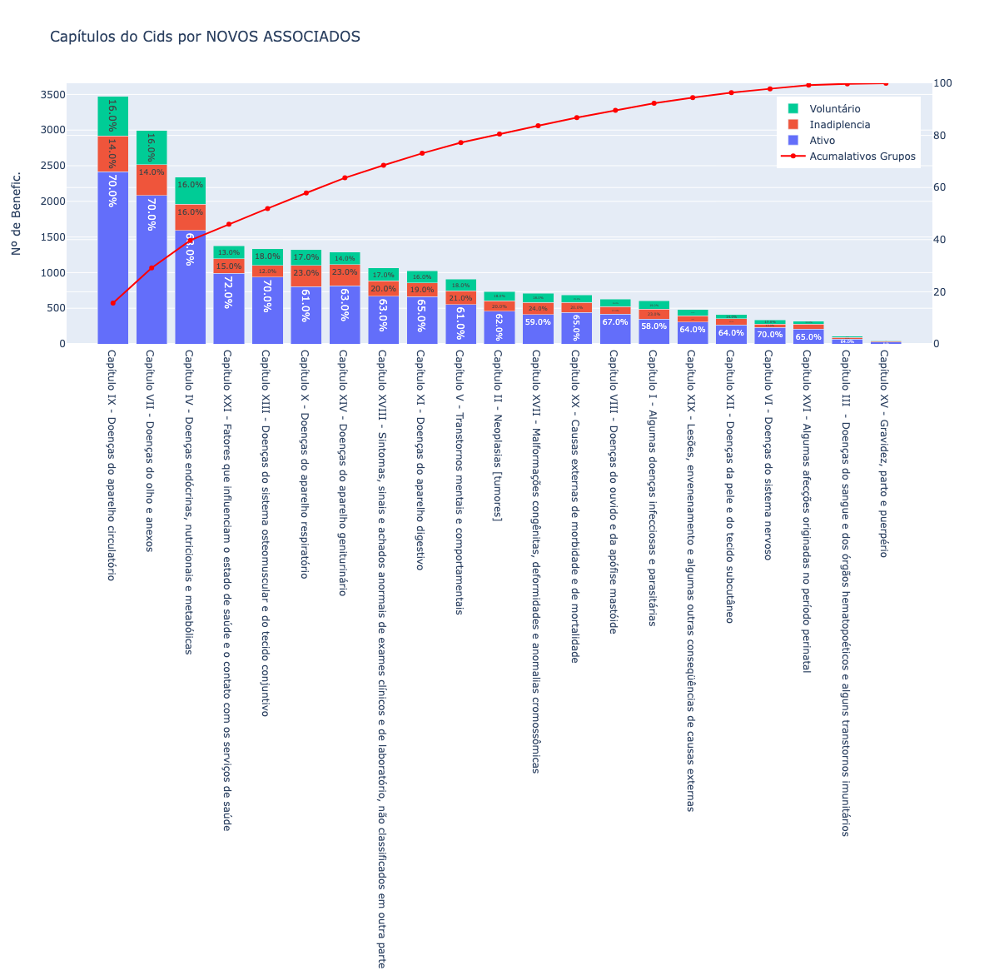 Capítulos do Cids por NOVOS ASSOCIADOS
Nº de Benefic.
3500
3000
2500
2000
1500
1000
500
0
100
80
60
40
20
0
Voluntário
Inadiplencia
Ativo
Acumalativos Grupos
16.0%
14.0%
70.0%
16.0%
14.0%
70.0%
16.0%
16.0%
13.0%
15.0%
72.0%
18.0%
12.0%
70.0%
17.0%
23.0%
61.0%
14.0%
23.0%
63.0%
17.0%
20.0%
63.0%
16.0%
19.0%
65.0%
18.0%
21.0%
61.0%
62.0%
24.0%
59.0%
65.0%
67.0%
58.0%
64.0%
64.0%
70.0%
65.0%
Capítulo IX - Doenças do aparelho circulatório
Capítulo VII - Doenças do olho e anexos
Capítulo IV - Doenças endócrinas, nutricionais e metabólicas
Capítulo XXI - Fatores que influenciam o estado de saúde e o contato com os serviços de saúde
Capítulo XIII - Doenças do sistema osteomuscular e do tecido conjuntivo
Capítulo X - Doenças do aparelho respiratório
Capítulo XIV - Doenças do aparelho geniturinário
Capítulo XVIII - Sintomas, sinais e achados anormais de exames clínicos e de laboratório, não classificados em outra parte
Capítulo XI - Doenças do aparelho digestivo
Capítulo V - Transtornos mentais e comportamentais
Capítulo II - Neoplasias [tumores]
Capítulo XVII - Malformações congênitas, deformidades e anomalias cromossômicas
Capítulo XX - Causas externas de morbidade e de mortalidade
Capítulo VIII - Doenças do ouvido e da apófise mastóide
Capítulo I - Algumas doenças infecciosas e parasitárias
Capítulo XIX - Lesões, envenenamento e algumas outras conseqüências de causas externas
Capítulo XII - Doenças da pele e do tecido subcutâneo
Capítulo VI - Doenças do sistema nervoso
Capítulo XVI - Algumas afecções originadas no período perinatal
Capítulo III  - Doenças do sangue e dos órgãos hematopoéticos e alguns transtornos imunitários
Capítulo XV - Gravidez, parto e puerpério